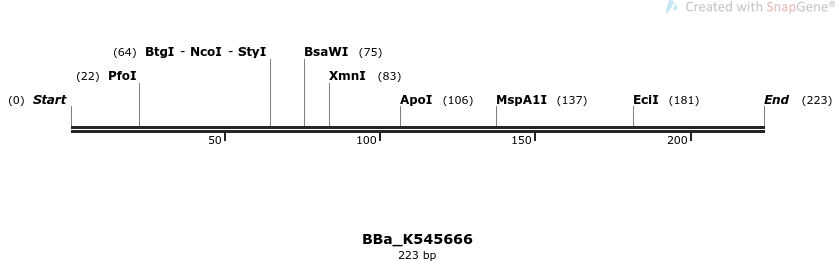 Created with SnapGene®
(64) BtgI - NcoI - StyI BsaWI (75)
(22) PfoI XmnI (83)
(0) Start ApoI (106) MspA1I (137) EciI (181) End (223)
50 100 150 200
BBa_K545666
223 bp